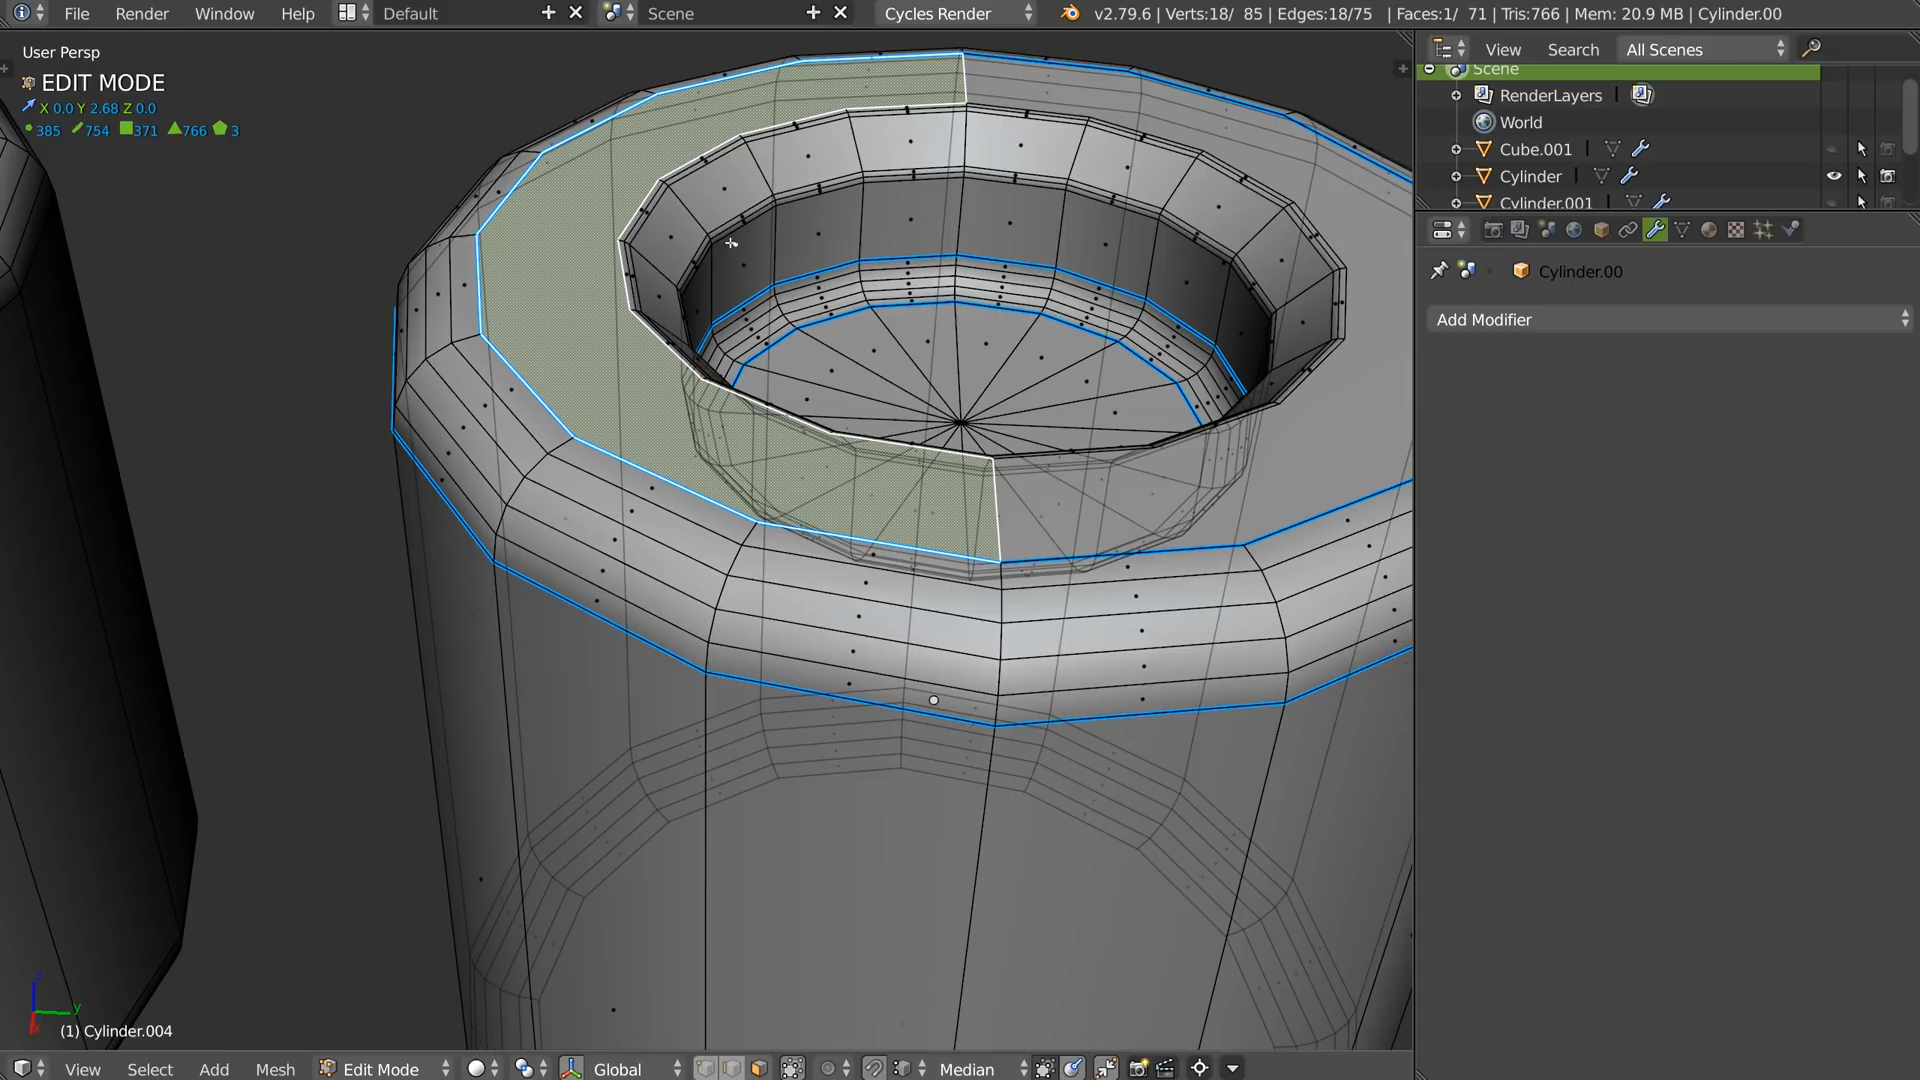 File Render Window Help Default Scene Cycles Render v2.79.6 | Verts:18/ 85 | Edges:18/75 | Faces:1/ 71 | Tris:766 | Mem: 20.9 MB | Cylinder.00
User Persp
EDIT MODE
X 0.0 Y 2.68 Z 0.0
385 754 371 766 3
View Search All Scenes
Scene
RenderLayers
World
Cube.001
Cylinder
Cylinder.001
Cylinder.00
Add Modifier
z
y
x
(1) Cylinder.004
View Select Add Mesh Edit Mode Global Median